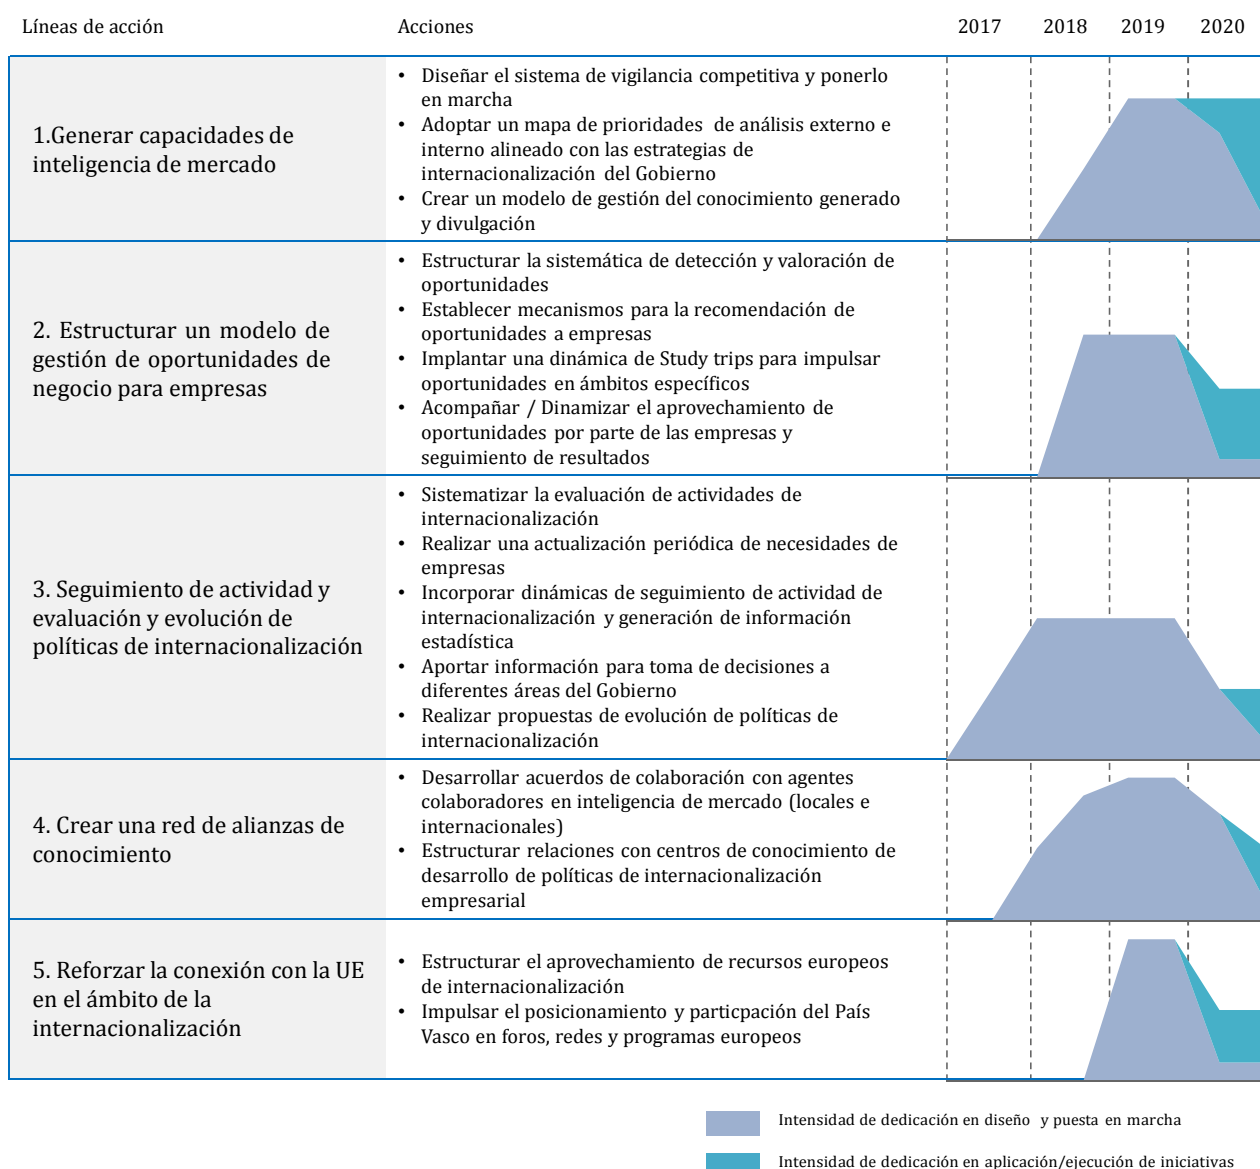 Líneas de acción
Acciones
2017
2018
2019
2020
1.Generar capacidades de
inteligencia de mercado
• Diseñar el sistema de vigilancia competitiva y ponerlo
en marcha
• Adoptar un mapa de prioridades de análisis externo e
interno alineado con las estrategias de
internacionalización del Gobierno
• Crear un modelo de gestión del conocimiento generado
y divulgación
2. Estructurar un modelo de
gestión de oportunidades de
negocio para empresas
• Estructurar la sistemática de detección y valoración de
oportunidades
• Establecer mecanismos para la recomendación de
oportunidades a empresas
• Implantar una dinámica de Study trips para impulsar
oportunidades en ámbitos específicos
• Acompañar / Dinamizar el aprovechamiento de
oportunidades por parte de las empresas y
seguimiento de resultados
3. Seguimiento de actividad y
evaluación y evolución de
políticas de internacionalización
• Sistematizar la evaluación de actividades de
internacionalización
• Realizar una actualización periódica de necesidades de
empresas
• Incorporar dinámicas de seguimiento de actividad de
internacionalización y generación de información
estadística
• Aportar información para toma de decisiones a
diferentes áreas del Gobierno
• Realizar propuestas de evolución de políticas de
internacionalización
4. Crear una red de alianzas de
conocimiento
• Desarrollar acuerdos de colaboración con agentes
colaboradores en inteligencia de mercado (locales e
internacionales)
• Estructurar relaciones con centros de conocimiento de
desarrollo de políticas de internacionalización
empresarial
5. Reforzar la conexión con la UE
en el ámbito de la
internacionalización
• Estructurar el aprovechamiento de recursos europeos
de internacionalización
• Impulsar el posicionamiento y particpación del País
Vasco en foros, redes y programas europeos
Intensidad de dedicación en diseño y puesta en marcha
Intensidad de dedicación en aplicación/ejecución de iniciativas